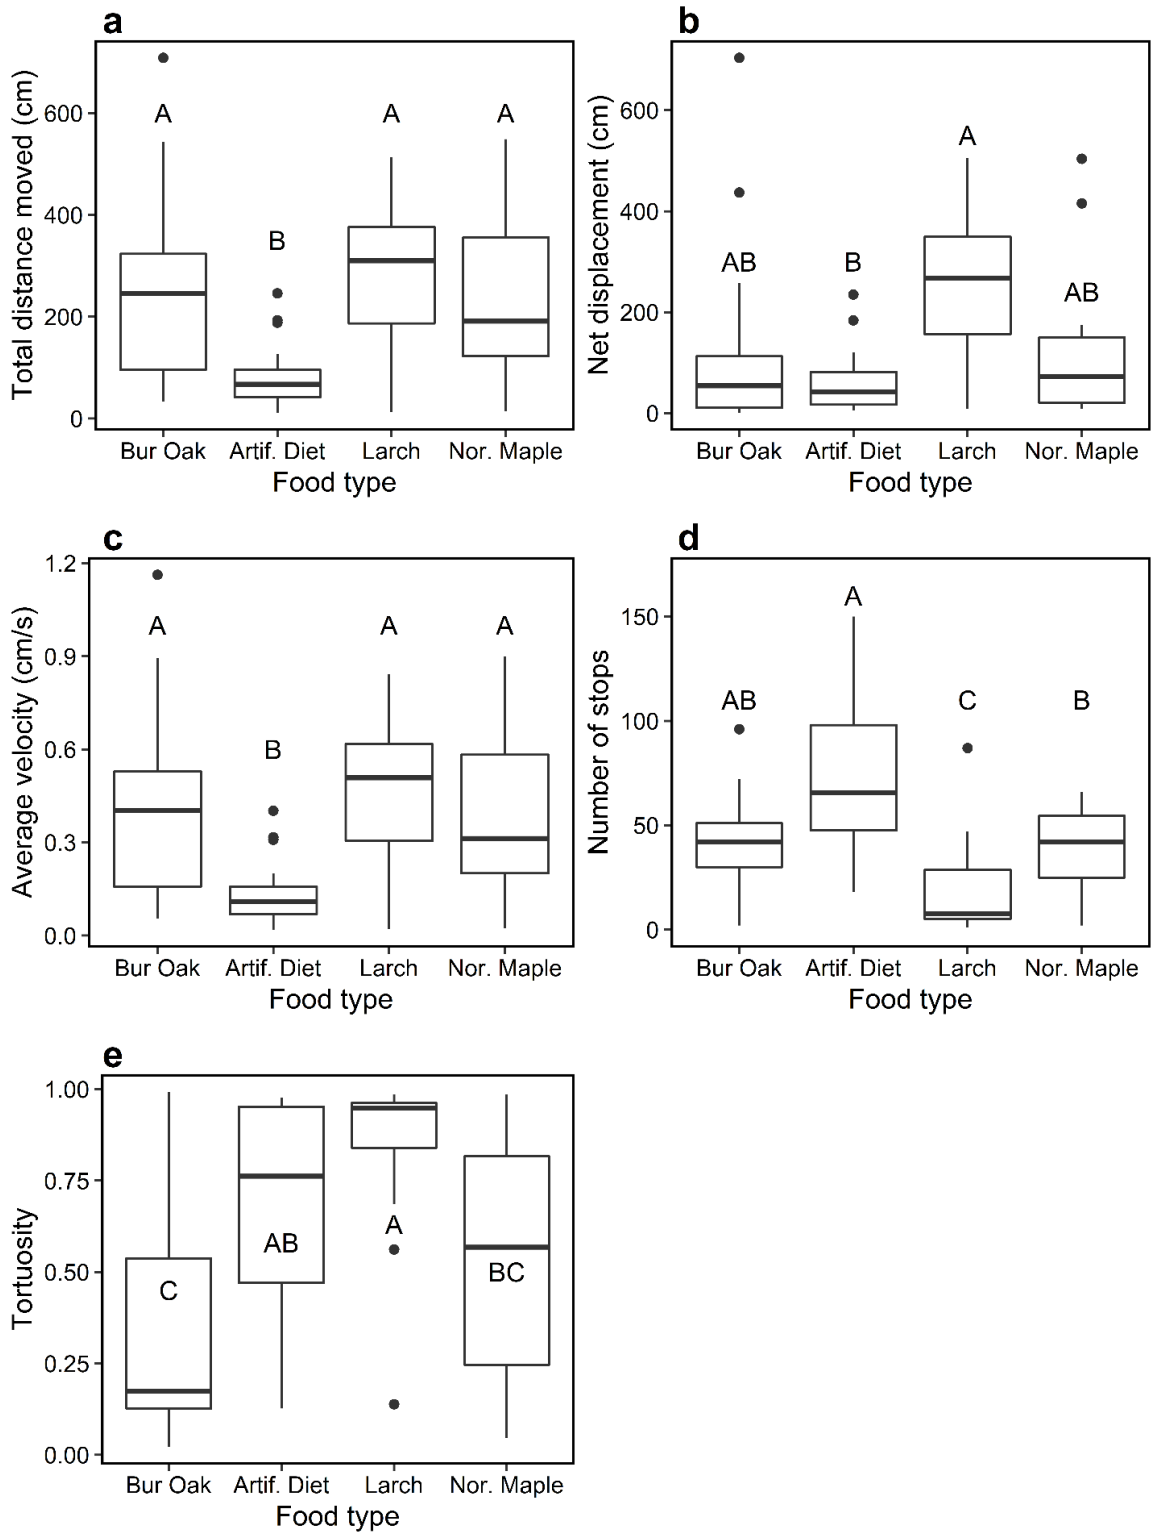 a
Total distance moved (cm)
600
400
200
0
A
B
A
A
Bur Oak
Artif. Diet
Larch
Nor. Maple
Food type
b
Net displacement (cm)
600
400
200
0
AB
B
A
AB
Bur Oak
Artif. Diet
Larch
Nor. Maple
Food type
c
Average velocity (cm/s)
1.2
0.9
0.6
0.3
0.0
A
B
A
A
Bur Oak
Artif. Diet
Larch
Nor. Maple
Food type
d
Number of stops
150
100
50
0
AB
A
C
B
Bur Oak
Artif. Diet
Larch
Nor. Maple
Food type
e
Tortuosity
1.00
0.75
0.50
0.25
0.00
C
AB
A
BC
Bur Oak
Artif. Diet
Larch
Nor. Maple
Food type